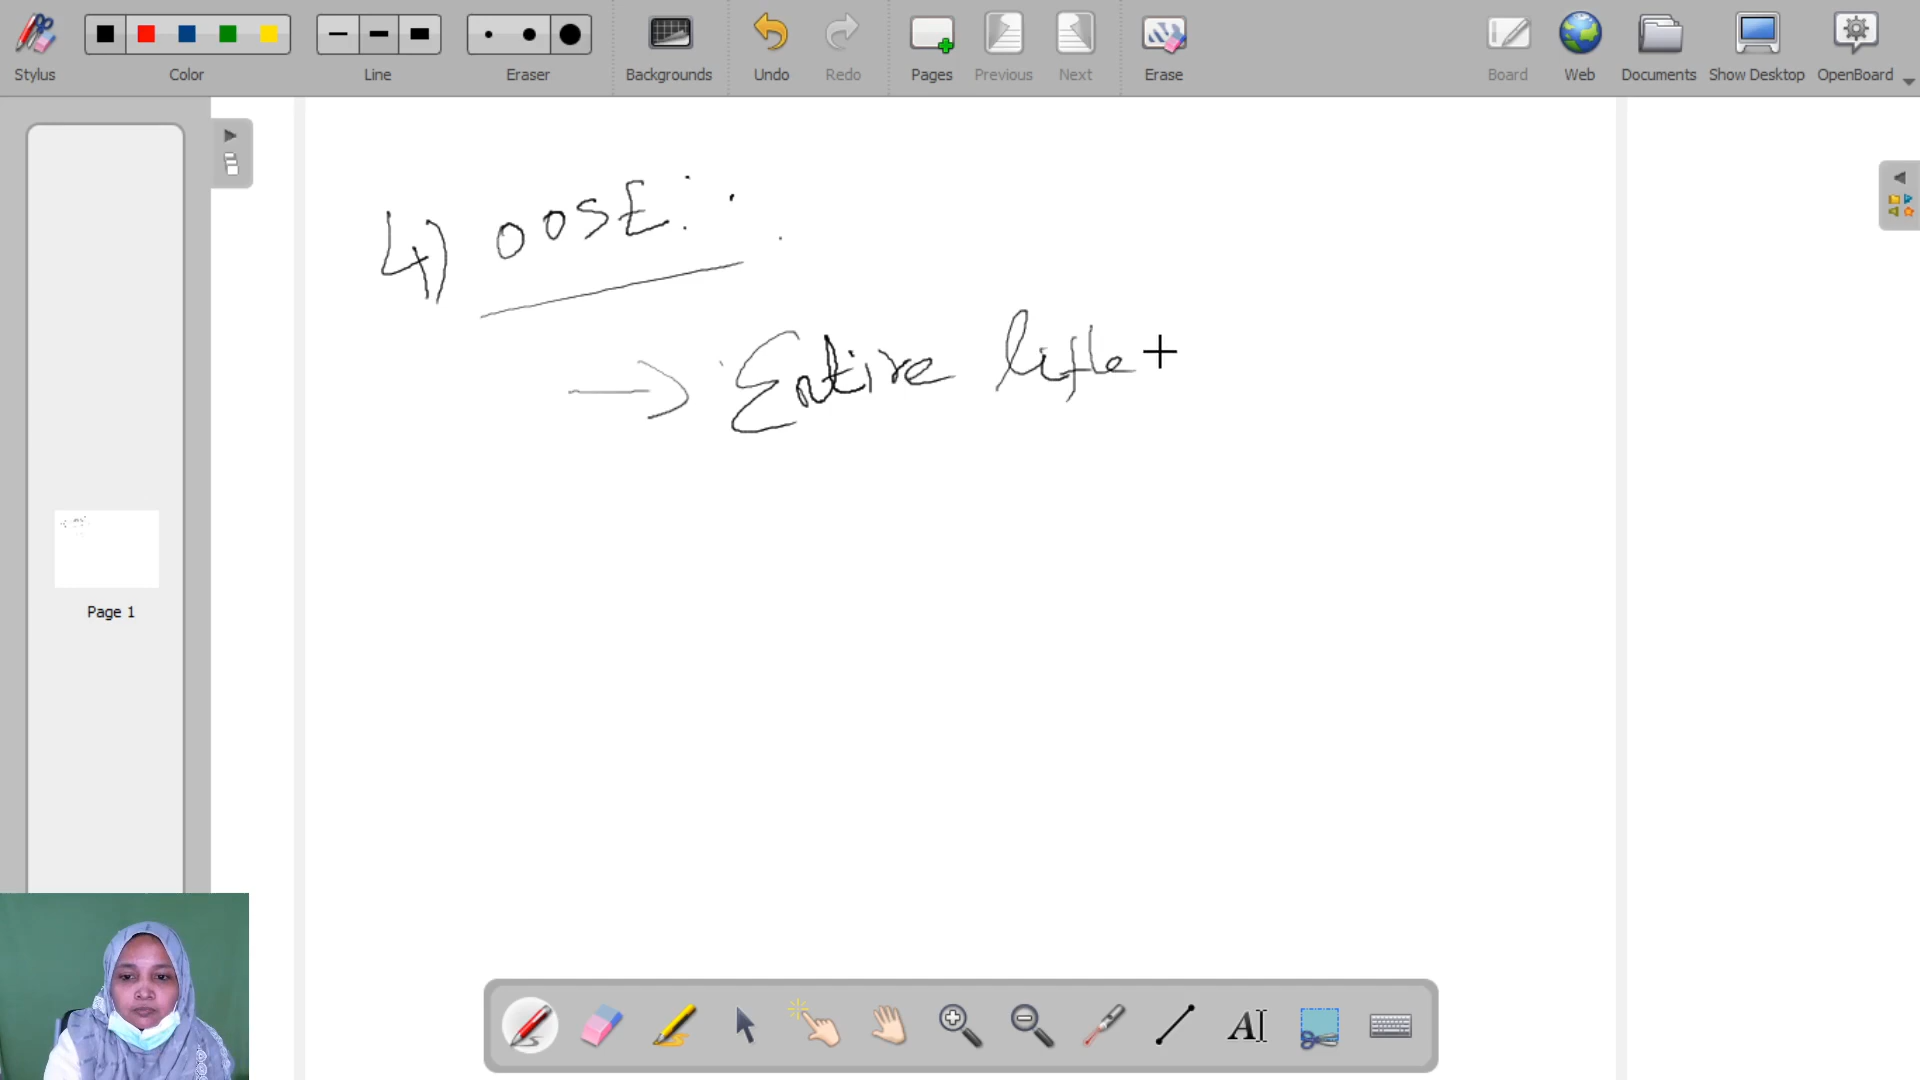 Stylus Color Line Eraser Backgrounds Undo Redo Pages Previous Next Erase Board Web Documents Show Desktop OpenBoard
4) OOSE:
→ Entire life
Page 1